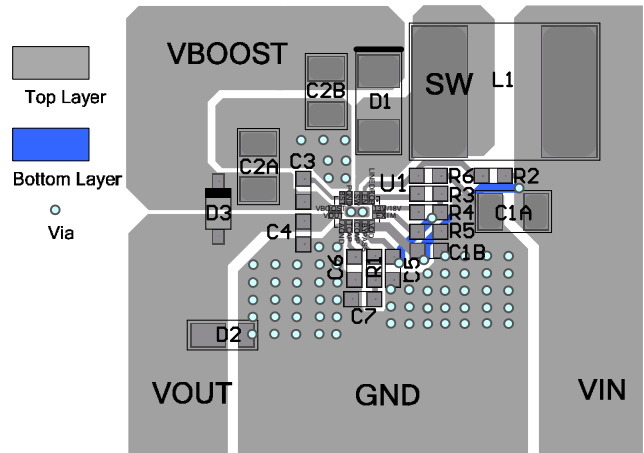 VBOOST
SW
L1
Top Layer
C2B
D1
Bottom Layer
C2A
C3
U1
R6
R2
R3
Via
D3
R4
C1A
C4
R5
C1B
C6
R1
C5
C7
D2
VOUT
GND
VIN